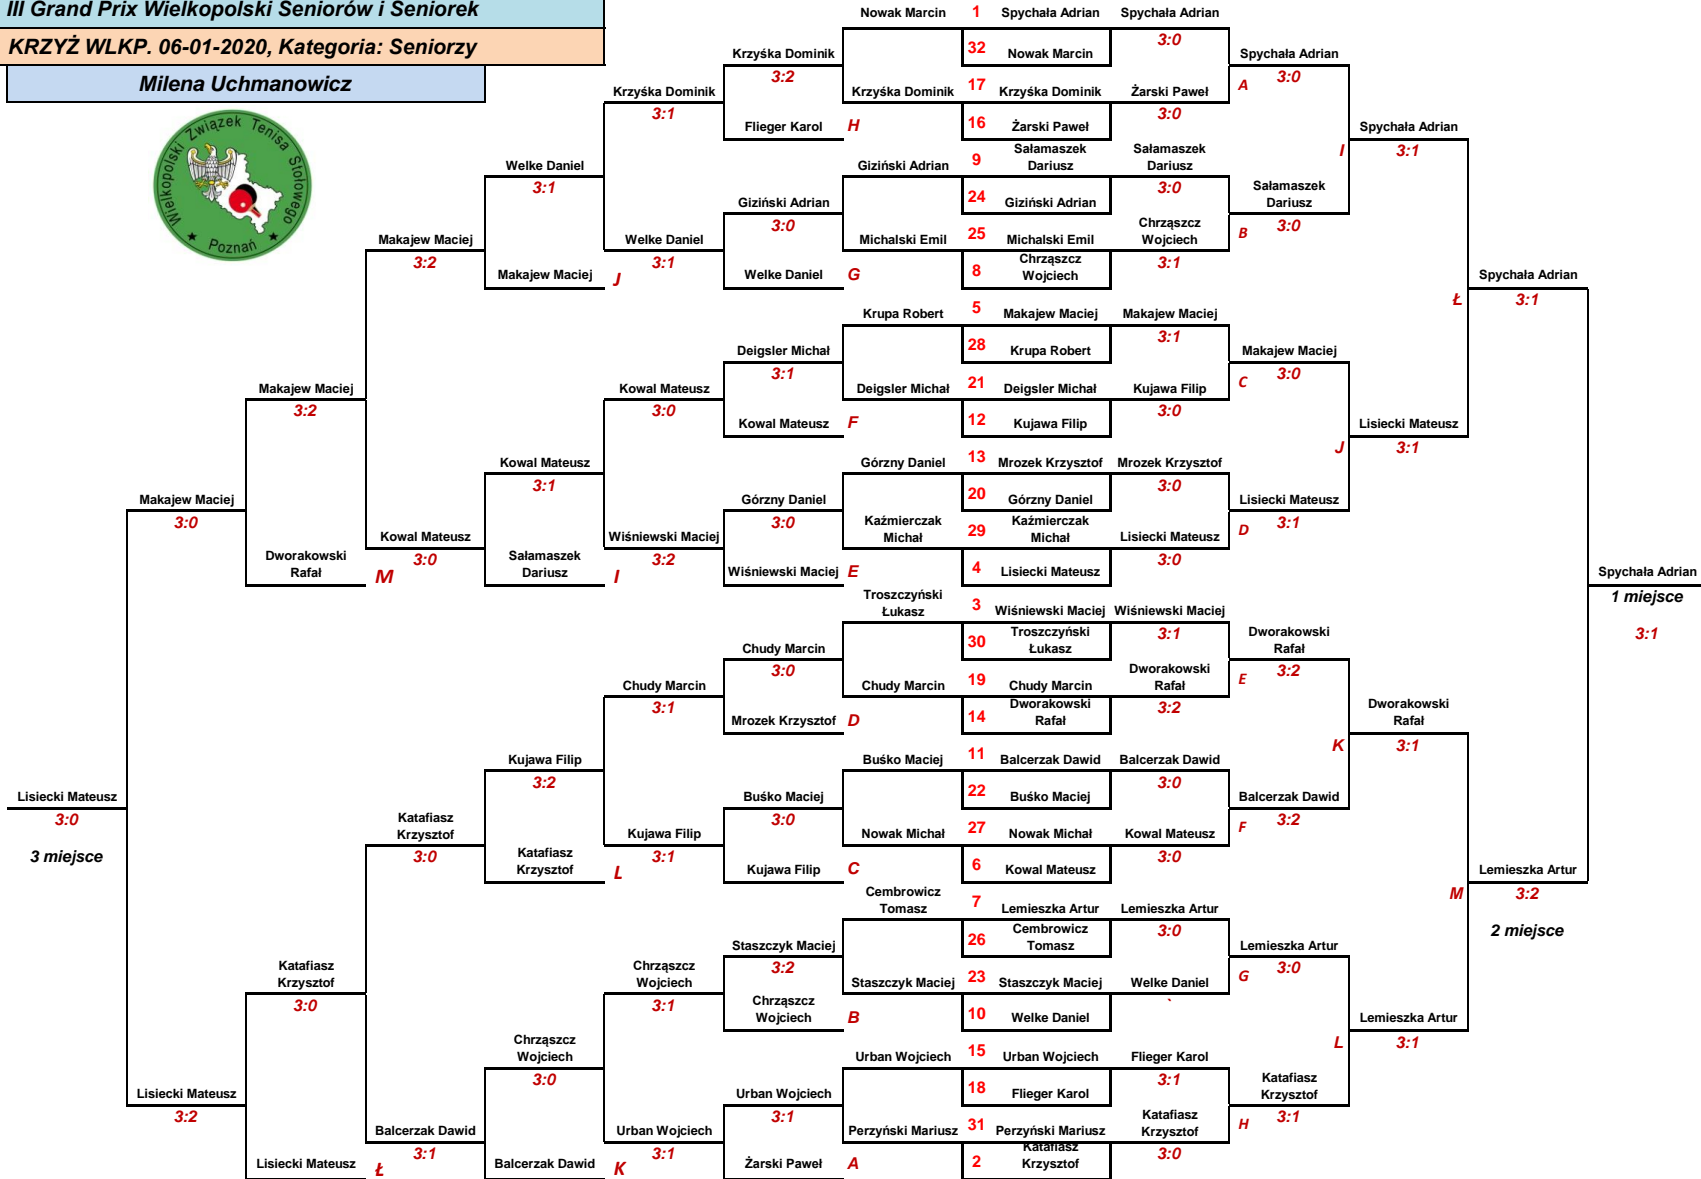 III Grand Prix Wielkopolski Seniorów i Seniorek
KRZYŻ WLKP. 06-01-2020, Kategoria: Seniorzy
Milena Uchmanowicz
Wielkopolski Związek Tenisa Stołowego
★ Poznań ★
Nowak Marcin 1 Spychała Adrian Spychała Adrian
3:0
Krzyśka Dominik 32 Nowak Marcin Spychała Adrian
3:2 3:0
Krzyśka Dominik Krzyśka Dominik 17 Krzyśka Dominik Żarski Paweł A
3:1 3:0
Flieger Karol H 16 Żarski Paweł Spychała Adrian
I 3:1
Welke Daniel Giziński Adrian 9 Sałamaszek Dariusz Sałamaszek Dariusz
3:1 3:0
Giziński Adrian 24 Giziński Adrian Sałamaszek Dariusz
3:0 3:0
Makajew Maciej Welke Daniel Michalski Emil 25 Michalski Emil Chrząszcz Wojciech B
3:2 3:1 3:1
Makajew Maciej J Welke Daniel G 8 Chrząszcz Wojciech Spychała Adrian
Ł 3:1
Krupa Robert 5 Makajew Maciej Makajew Maciej
3:1
Deigsler Michał 28 Krupa Robert Makajew Maciej
3:1 3:0
Makajew Maciej Kowal Mateusz Deigsler Michał 21 Deigsler Michał Kujawa Filip C
3:2 3:0 3:0
Kowal Mateusz F 12 Kujawa Filip Lisiecki Mateusz
J 3:1
Kowal Mateusz Górzny Daniel 13 Mrozek Krzysztof Mrozek Krzysztof
3:1 3:0
Makajew Maciej Górzny Daniel 20 Górzny Daniel Lisiecki Mateusz
3:0 3:0 3:1
Kowal Mateusz Wiśniewski Maciej Kaźmierczak Michał 29 Kaźmierczak Michał Lisiecki Mateusz D
3:0 3:2 3:0
Dworakowski Rafał M Sałamaszek Dariusz I Wiśniewski Maciej E 4 Lisiecki Mateusz Spychała Adrian
1 miejsce
3:1
Troszczyński Łukasz 3 Wiśniewski Maciej Wiśniewski Maciej
3:1
Chudy Marcin 30 Troszczyński Łukasz Dworakowski Rafał
3:0 3:2
Chudy Marcin Chudy Marcin 19 Chudy Marcin Dworakowski Rafał E
3:1 3:2
Mrozek Krzysztof D 14 Dworakowski Rafał Dworakowski Rafał
K 3:1
Kujawa Filip Buśko Maciej 11 Balcerzak Dawid Balcerzak Dawid
3:2 3:0
Lisiecki Mateusz Buśko Maciej 22 Buśko Maciej Balcerzak Dawid
3:0 3:0 3:2
3 miejsce
Katafiasz Krzysztof Kujawa Filip Nowak Michał 27 Nowak Michał Kowal Mateusz F
3:0 3:1 3:0
Katafiasz Krzysztof L Kujawa Filip C 6 Kowal Mateusz Lemieszka Artur
M 3:2
2 miejsce
Cembrowicz Tomasz 7 Lemieszka Artur Lemieszka Artur
3:0
Staszczyk Maciej 26 Cembrowicz Tomasz Lemieszka Artur
3:2 3:0
Katafiasz Krzysztof Chrząszcz Wojciech Staszczyk Maciej 23 Staszczyk Maciej Welke Daniel G
3:0 3:1 `
Chrząszcz Wojciech B 10 Welke Daniel Lemieszka Artur
L 3:1
Chrząszcz Wojciech Urban Wojciech 15 Urban Wojciech Flieger Karol
3:0 3:1
Lisiecki Mateusz Urban Wojciech 18 Flieger Karol Katafiasz Krzysztof
3:2 3:1 3:1
Balcerzak Dawid Urban Wojciech Perzyński Mariusz 31 Perzyński Mariusz Katafiasz Krzysztof H
3:1 3:1 3:0
Lisiecki Mateusz Ł Balcerzak Dawid K Żarski Paweł A 2 Katafiasz Krzysztof